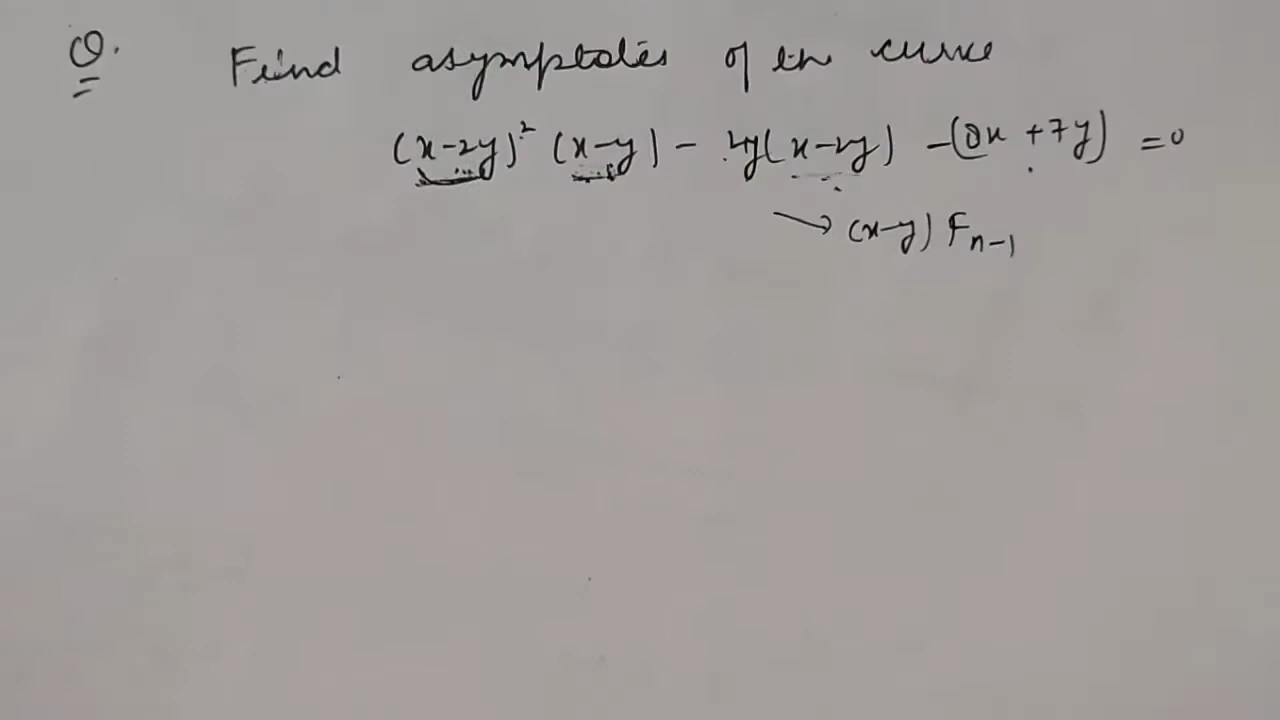 Q. Find asymptotes of the curve
(x-2y)² (x-y) - 4y(x-2y) - (8x + 7y) = 0
→ (x-y) Fn-1